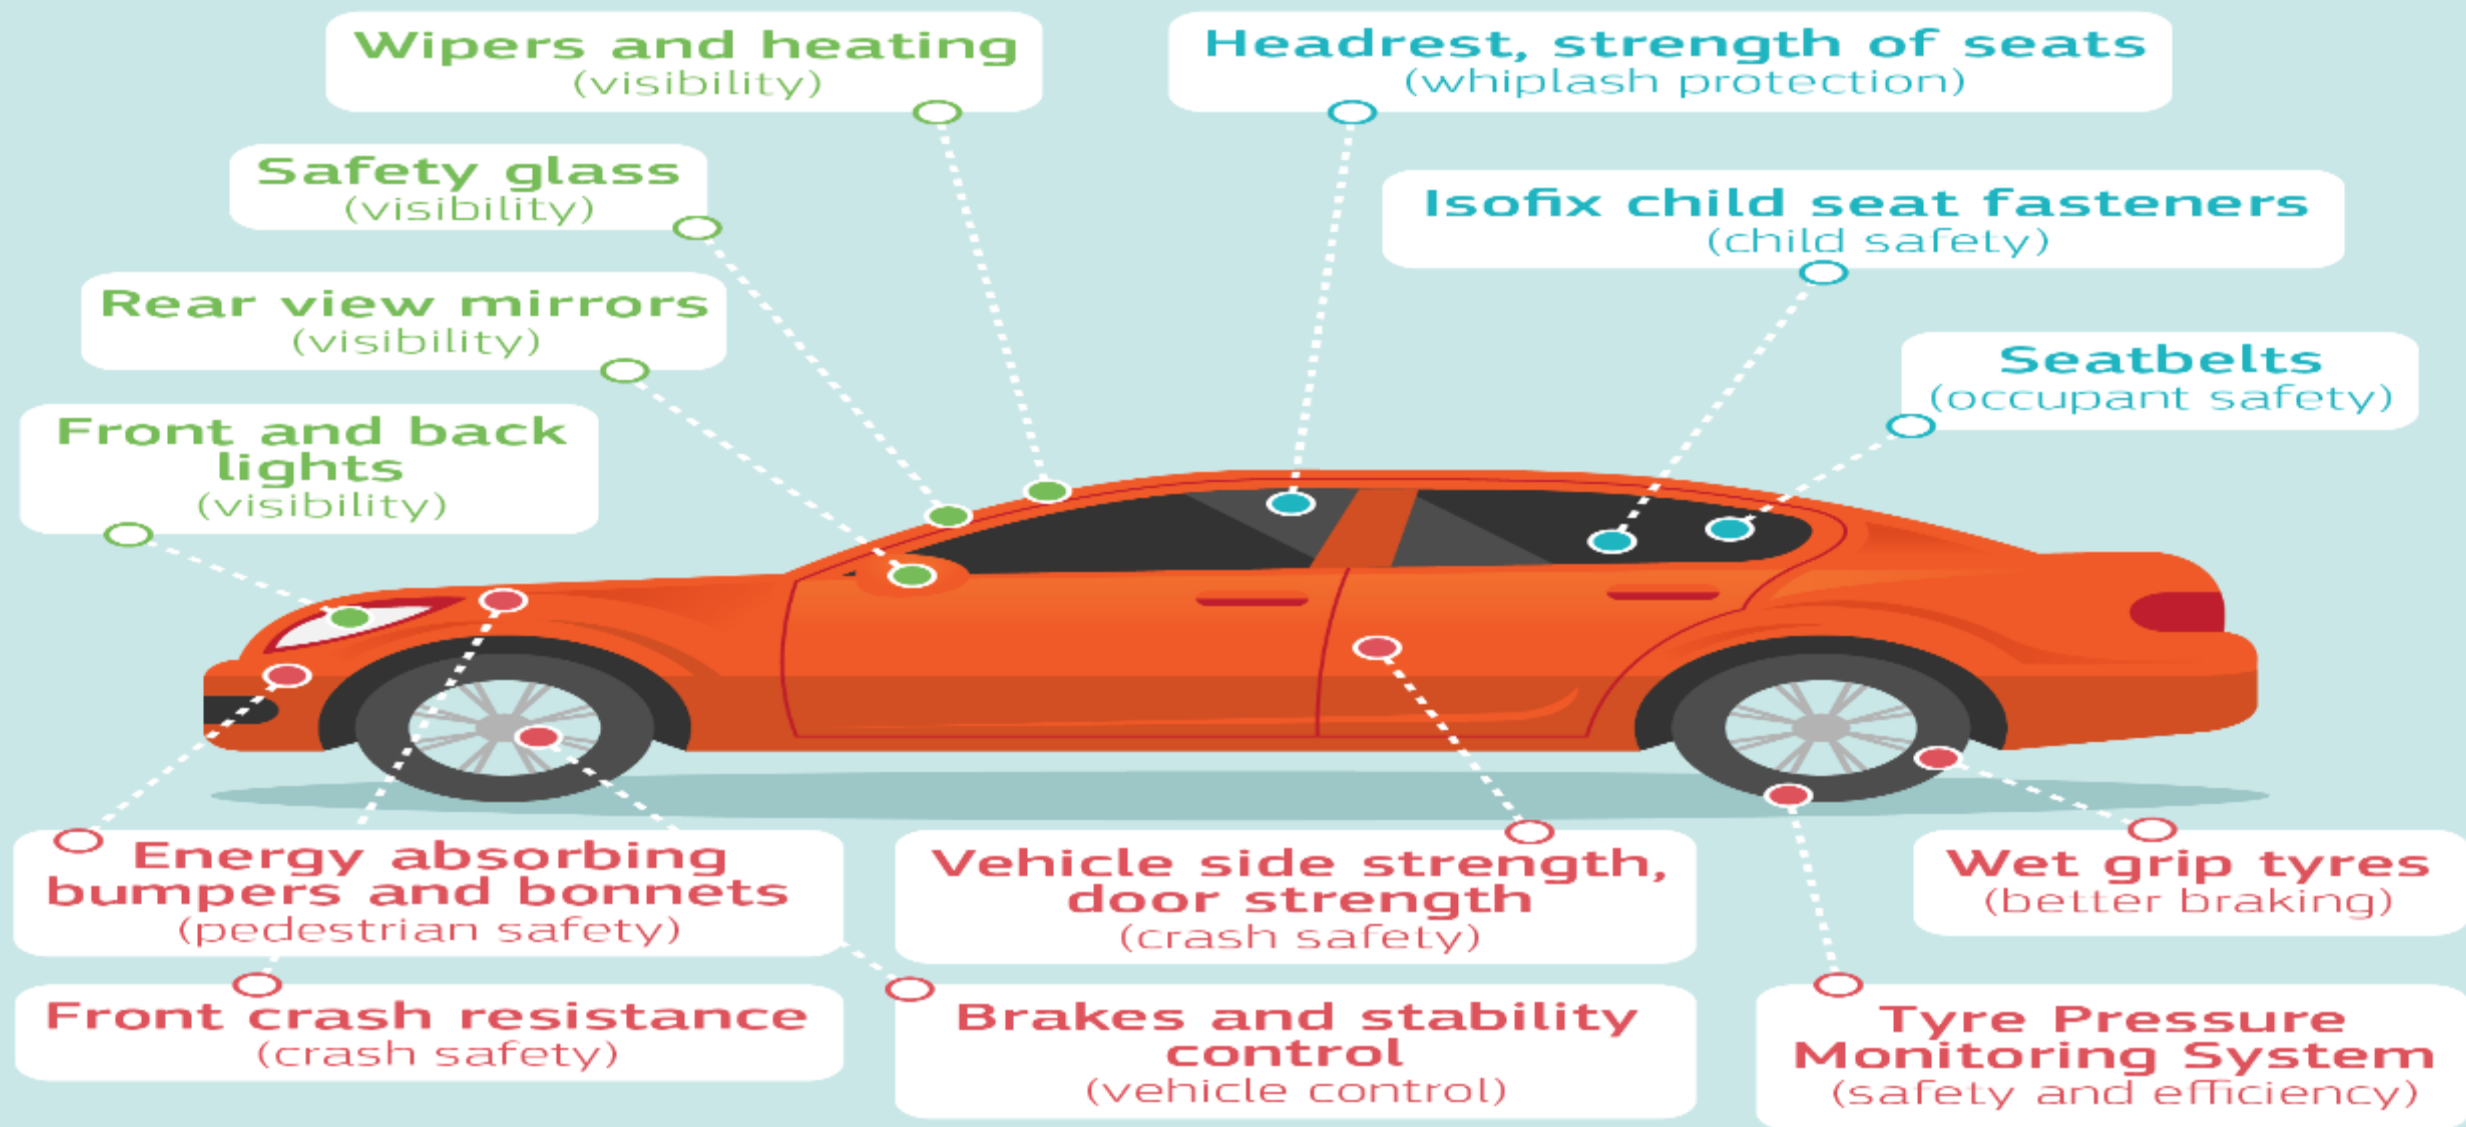 Wipers and heating
(visibility)
Headrest, strength of seats
(whiplash protection)
Safety glass
(visibility)
Isofix child seat fasteners
(child safety)
Rear view mirrors
(visibility)
Seatbelts
(occupant safety)
Front and back
lights
(visibility)
Energy absorbing
bumpers and bonnets
(pedestrian safety)
Vehicle side strength,
door strength
(crash safety)
Wet grip tyres
(better braking)
Front crash resistance
(crash safety)
Brakes and stability
control
(vehicle control)
Tyre Pressure
Monitoring System
(safety and efficiency)